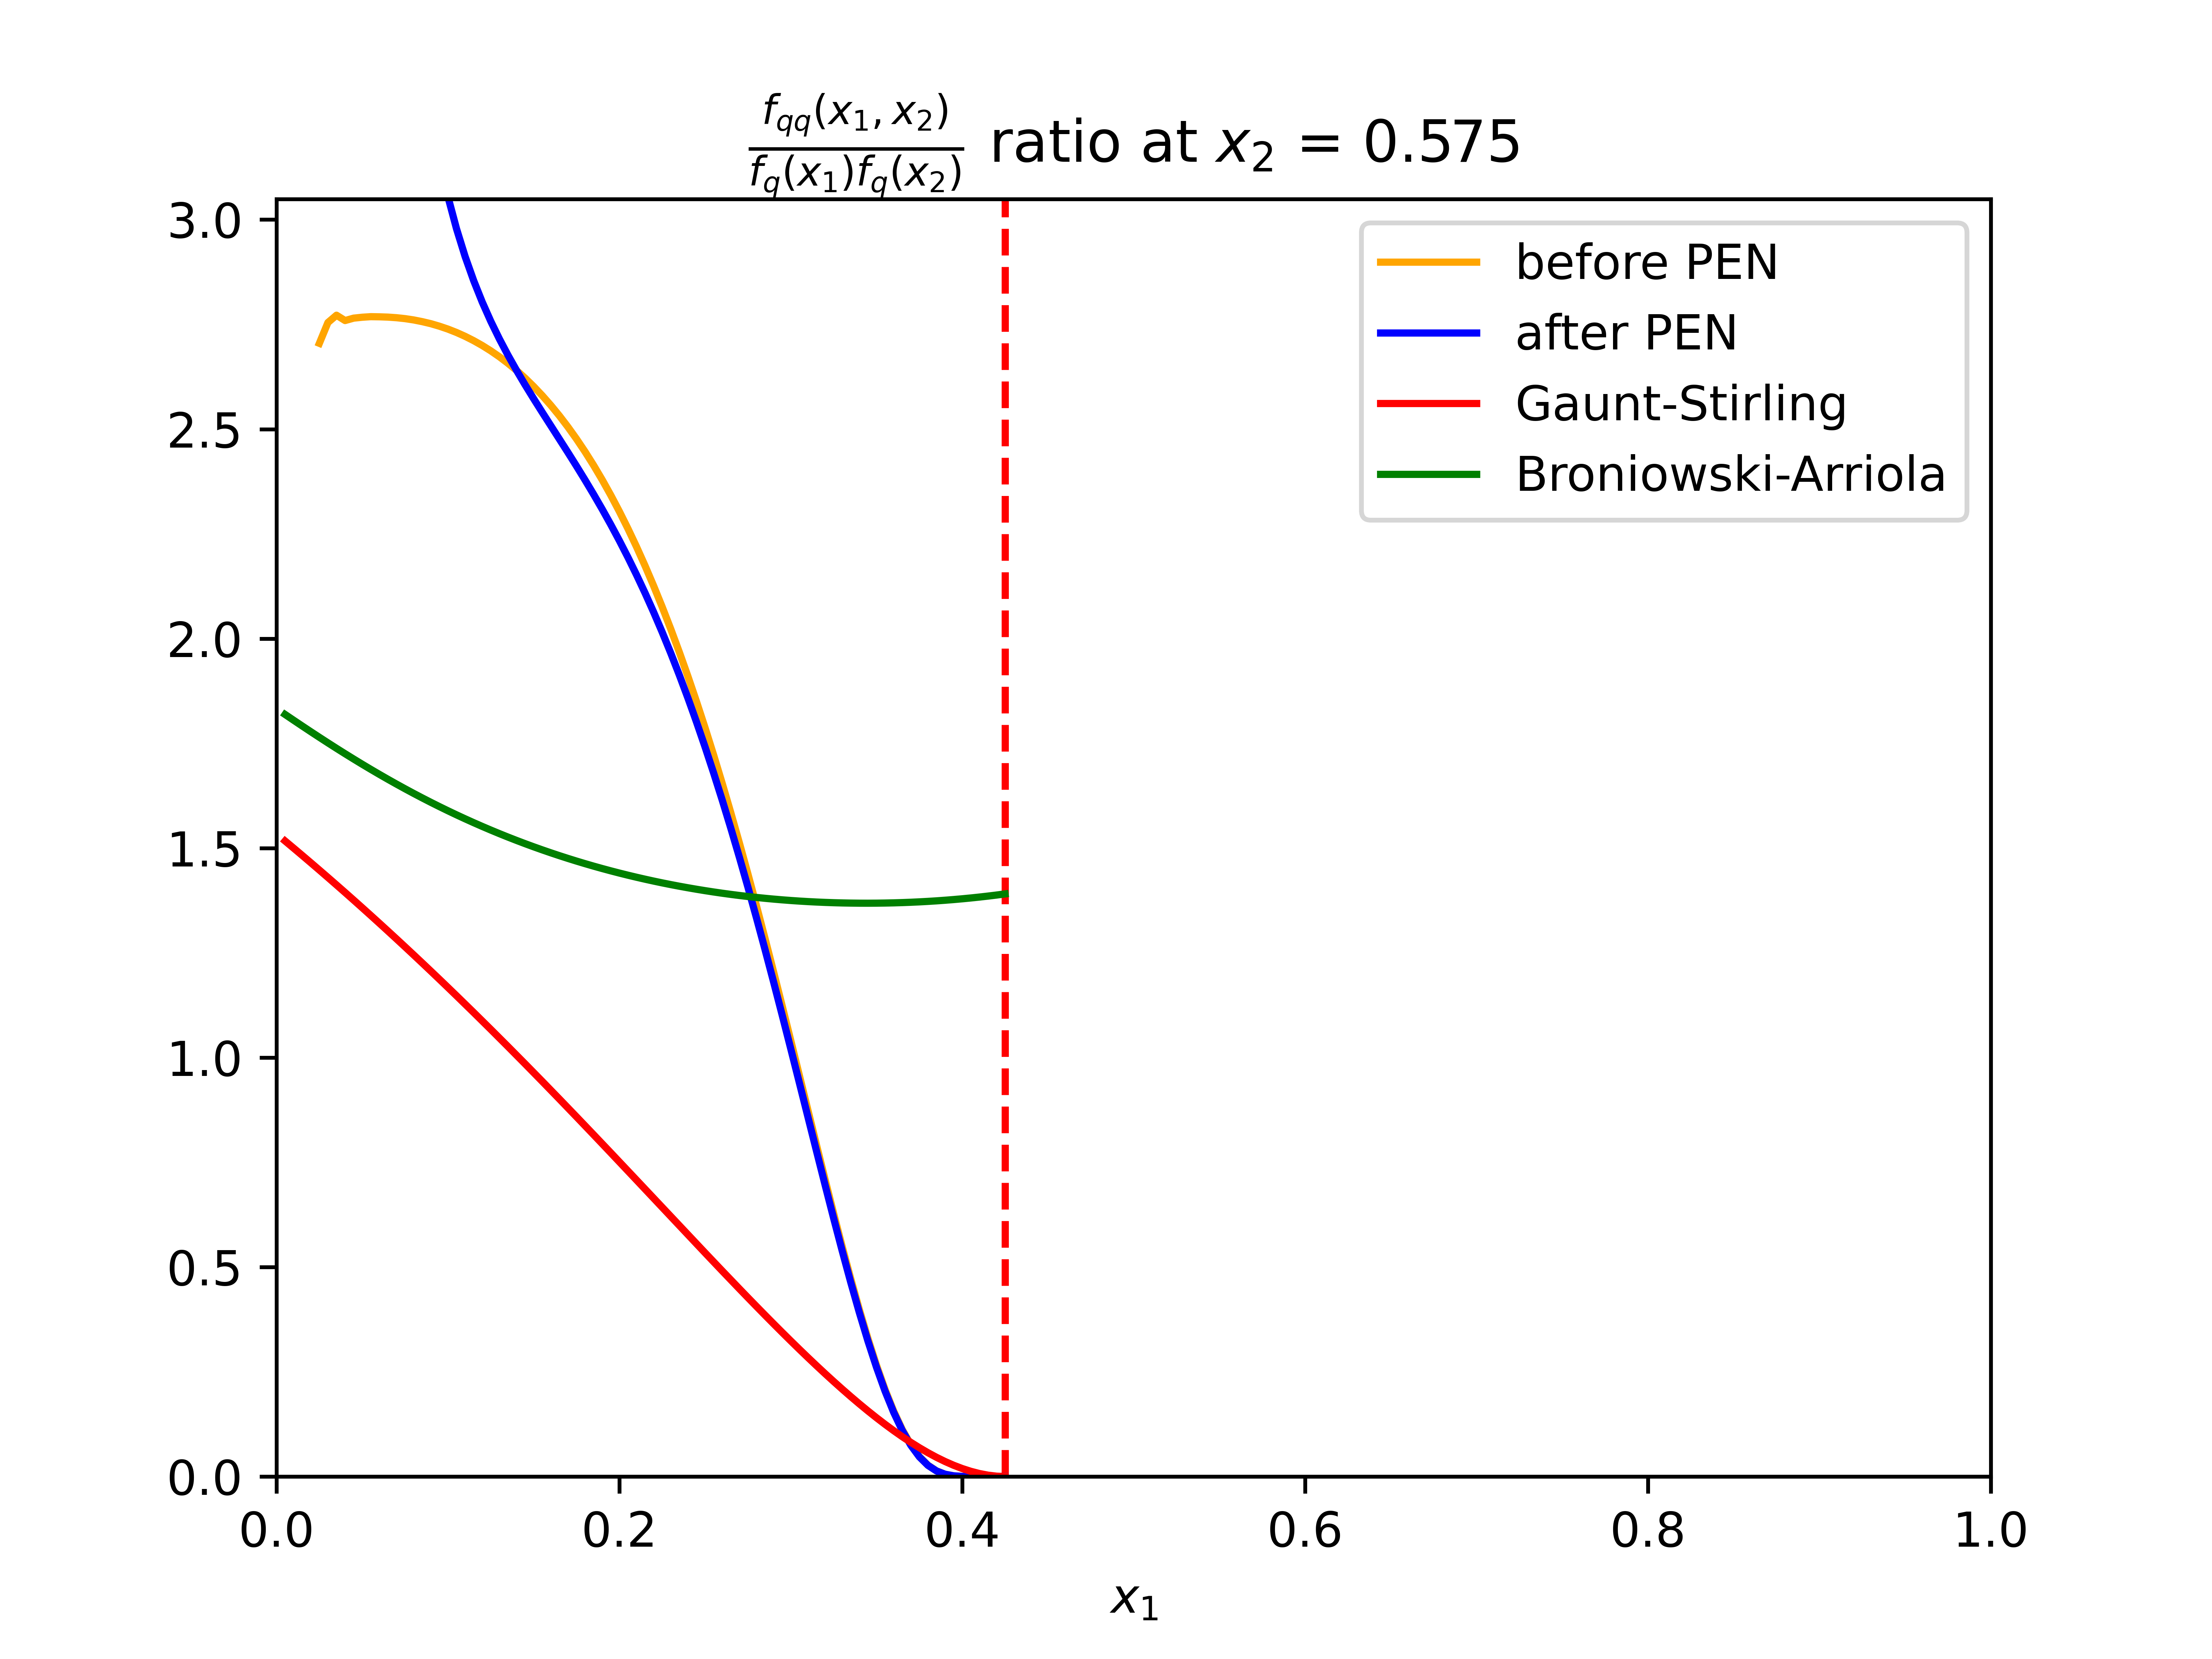 f_{qq}(x_1, x_2)
f_q(x_1)f_q(x_2)
ratio at x_2 = 0.575
3.0
2.5
2.0
1.5
1.0
0.5
0.0
before PEN
after PEN
Gaunt-Stirling
Broniowski-Arriola
0.0 0.2 0.4 0.6 0.8 1.0
x_1